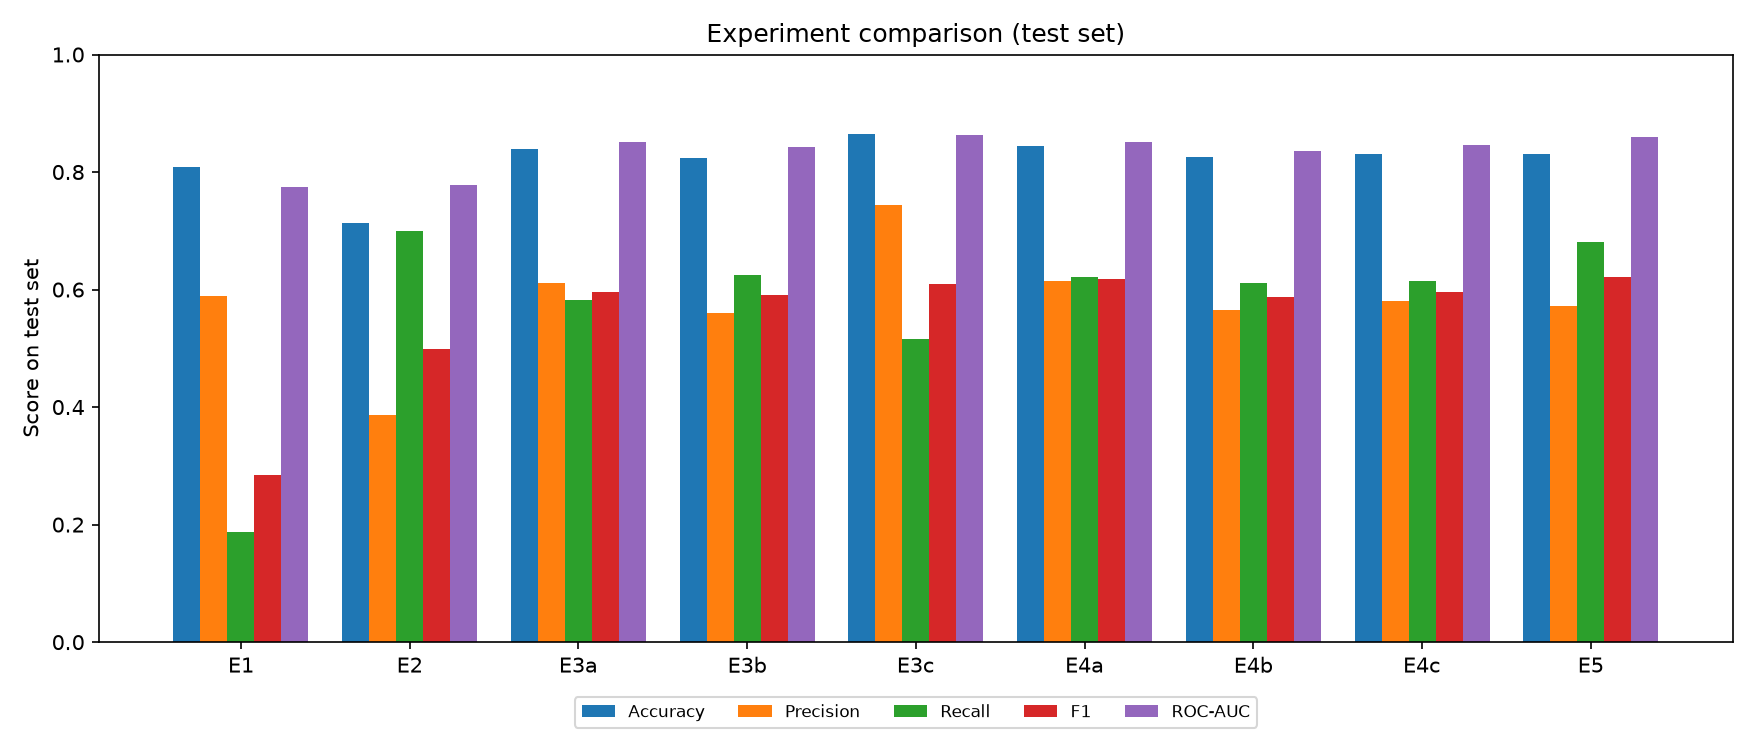 Experiment comparison (test set)
Score on test set
1.0
0.8
0.6
0.4
0.2
0.0
E1 E2 E3a E3b E3c E4a E4b E4c E5
Accuracy Precision Recall F1 ROC-AUC